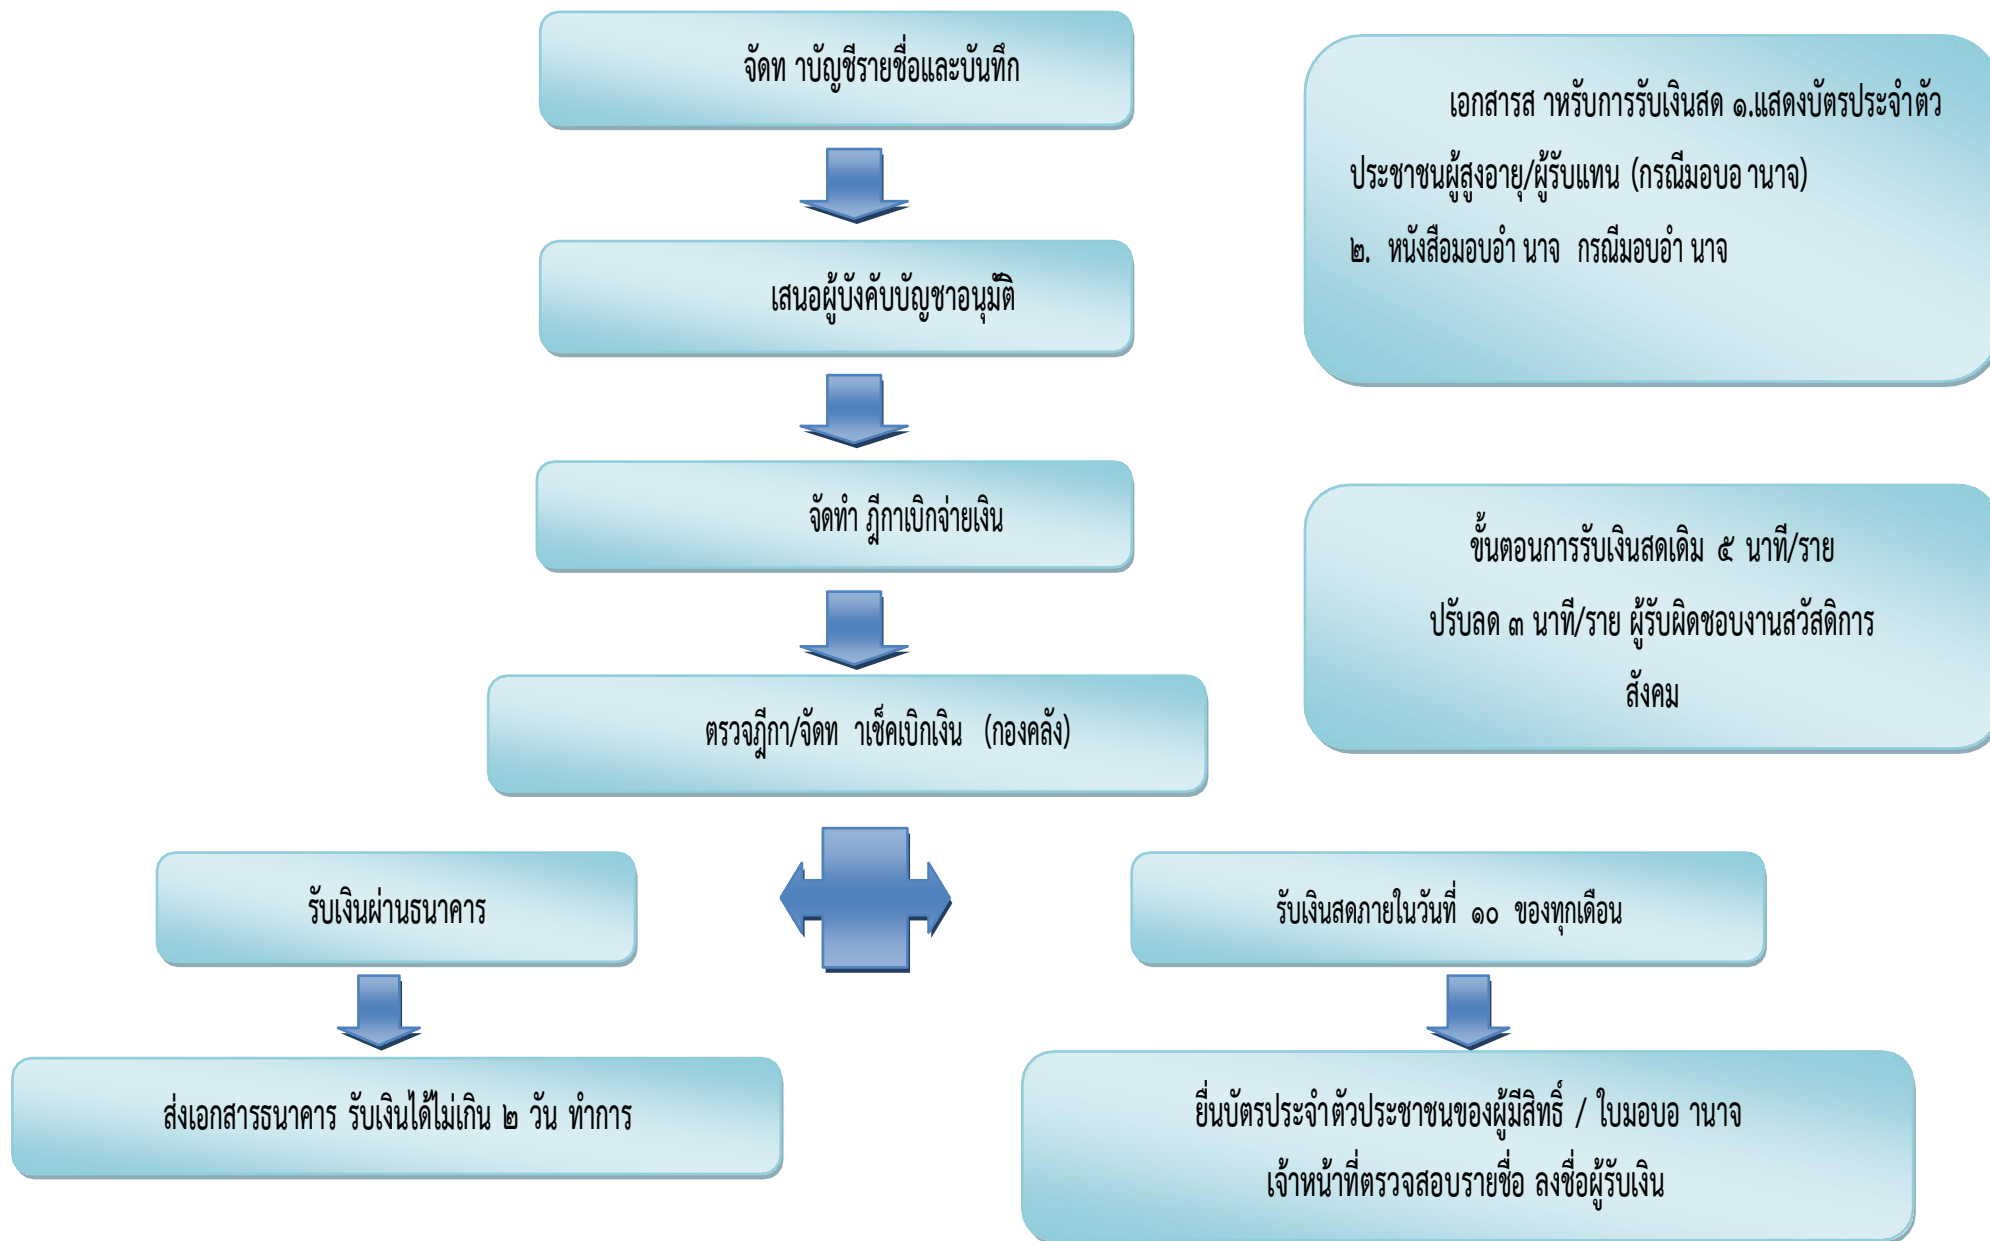 จัดท าบัญชีรายชื่อและบันทึก
เสนอผู้บังคับบัญชาอนุมัติ
จัดทำ ฎีกาเบิกจ่ายเงิน
ตรวจฎีกา/จัดท าเช็คเบิกเงิน (กองคลัง)
รับเงินผ่านธนาคาร
ส่งเอกสารธนาคาร รับเงินได้ไม่เกิน ๒ วัน ทำการ
รับเงินสดภายในวันที่ ๑๐ ของทุกเดือน
ยื่นบัตรประจำตัวประชาชนของผู้มีสิทธิ์ / ใบมอบอ านาจ
เจ้าหน้าที่ตรวจสอบรายชื่อ ลงชื่อผู้รับเงิน
เอกสารส าหรับการรับเงินสด ๑.แสดงบัตรประจำตัว
ประชาชนผู้สูงอายุ/ผู้รับแทน (กรณีมอบอ านาจ)
๒. หนังสือมอบอำ นาจ กรณีมอบอำ นาจ
ขั้นตอนการรับเงินสดเดิม ๕ นาที/ราย
ปรับลด ๓ นาที/ราย ผู้รับผิดชอบงานสวัสดิการ
สังคม